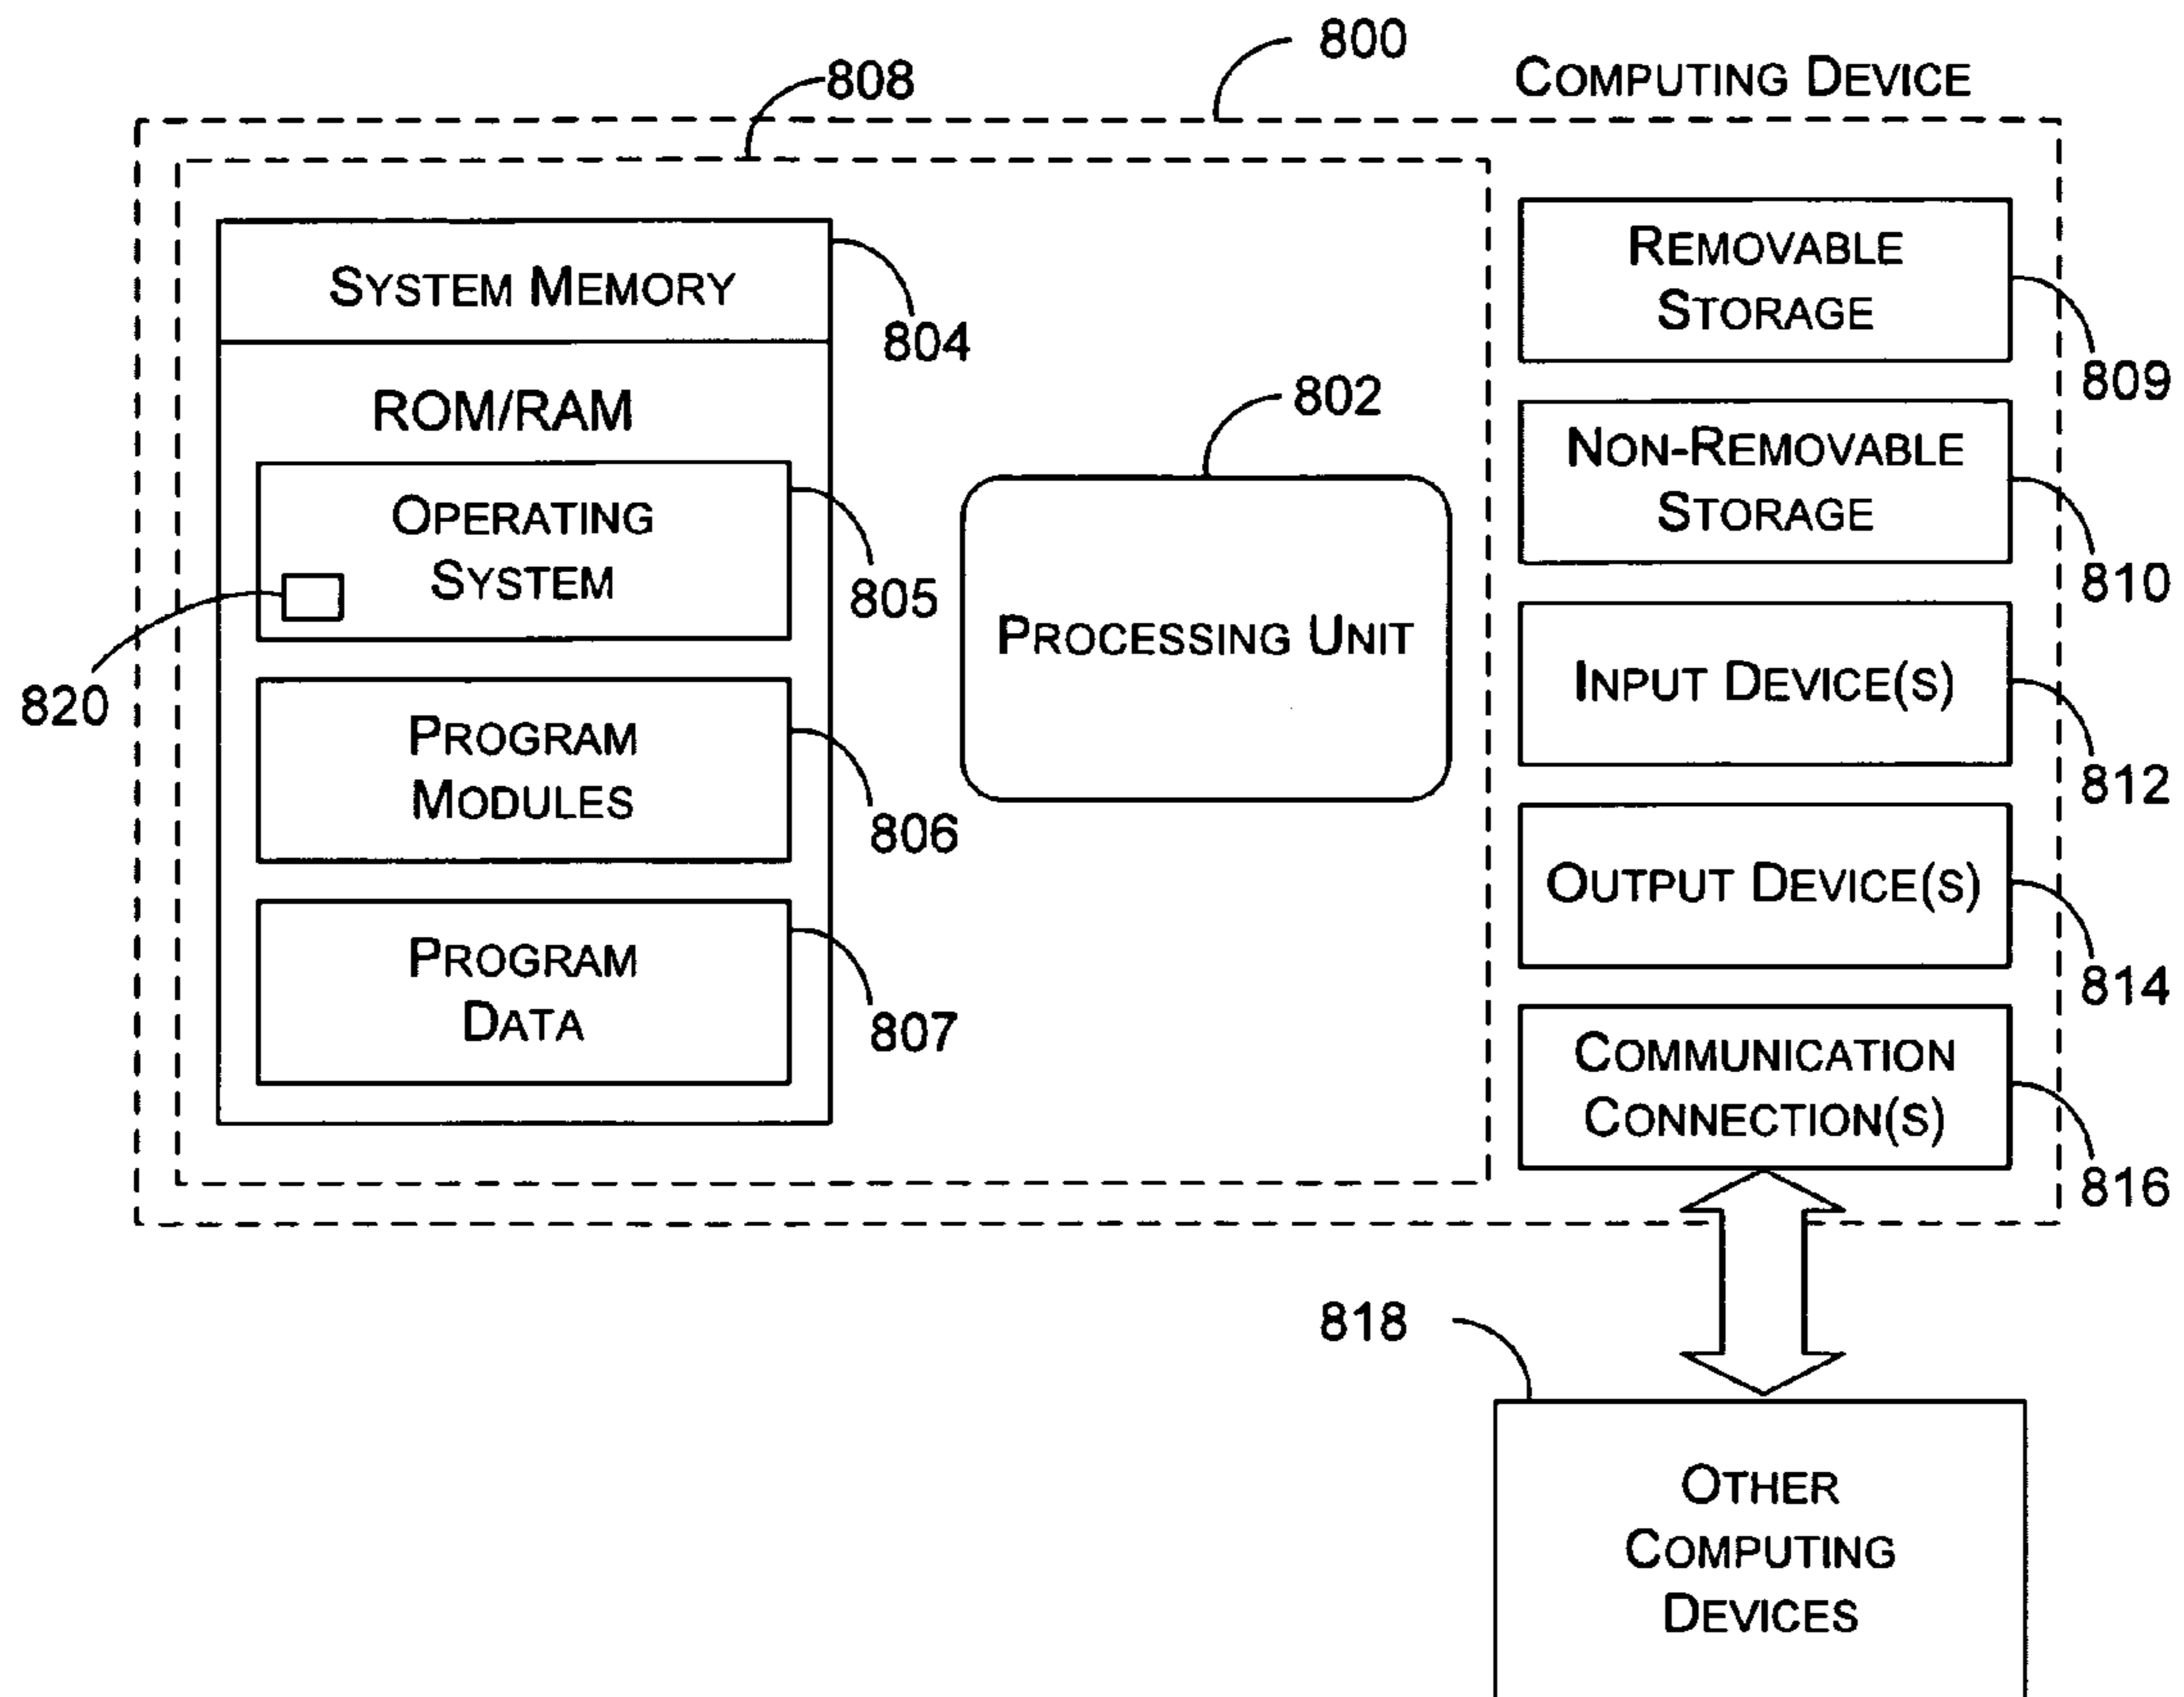 800
COMPUTING DEVICE
808
SYSTEM MEMORY
804
ROM/RAM
OPERATING
SYSTEM
805
820
PROGRAM
MODULES
806
PROGRAM
DATA
807
802
PROCESSING UNIT
REMOVABLE
STORAGE
809
NON-REMOVABLE
STORAGE
810
INPUT DEVICE(S)
812
OUTPUT DEVICE(S)
814
COMMUNICATION
CONNECTION(S)
816
818
OTHER
COMPUTING
DEVICES